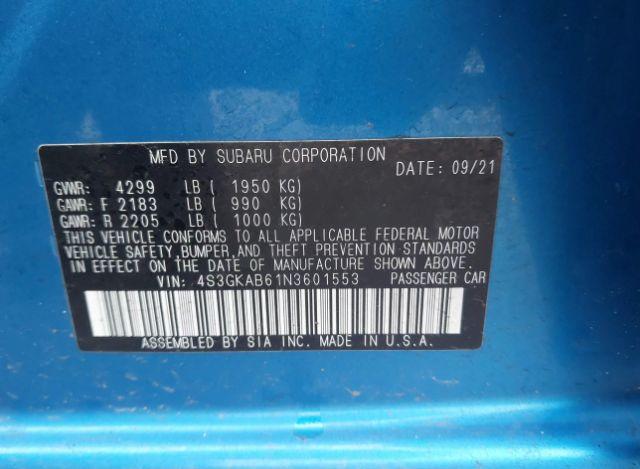 MFD BY SUBARU CORPORATION
DATE: 09/21
GVWR: 4299 LB ( 1950 KG)
GAWR: F 2183 LB ( 990 KG)
GAWR: R 2205 LB ( 1000 KG)
THIS VEHICLE CONFORMS TO ALL APPLICABLE FEDERAL MOTOR
VEHICLE SAFETY,BUMPER,AND THEFT PREVENTION STANDARDS
IN EFFECT ON THE DATE OF MANUFACTURE SHOWN ABOVE.
VIN: 4S3GKAB61N3601553 PASSENGER CAR
ASSEMBLED BY SIA INC. MADE IN U.S.A.